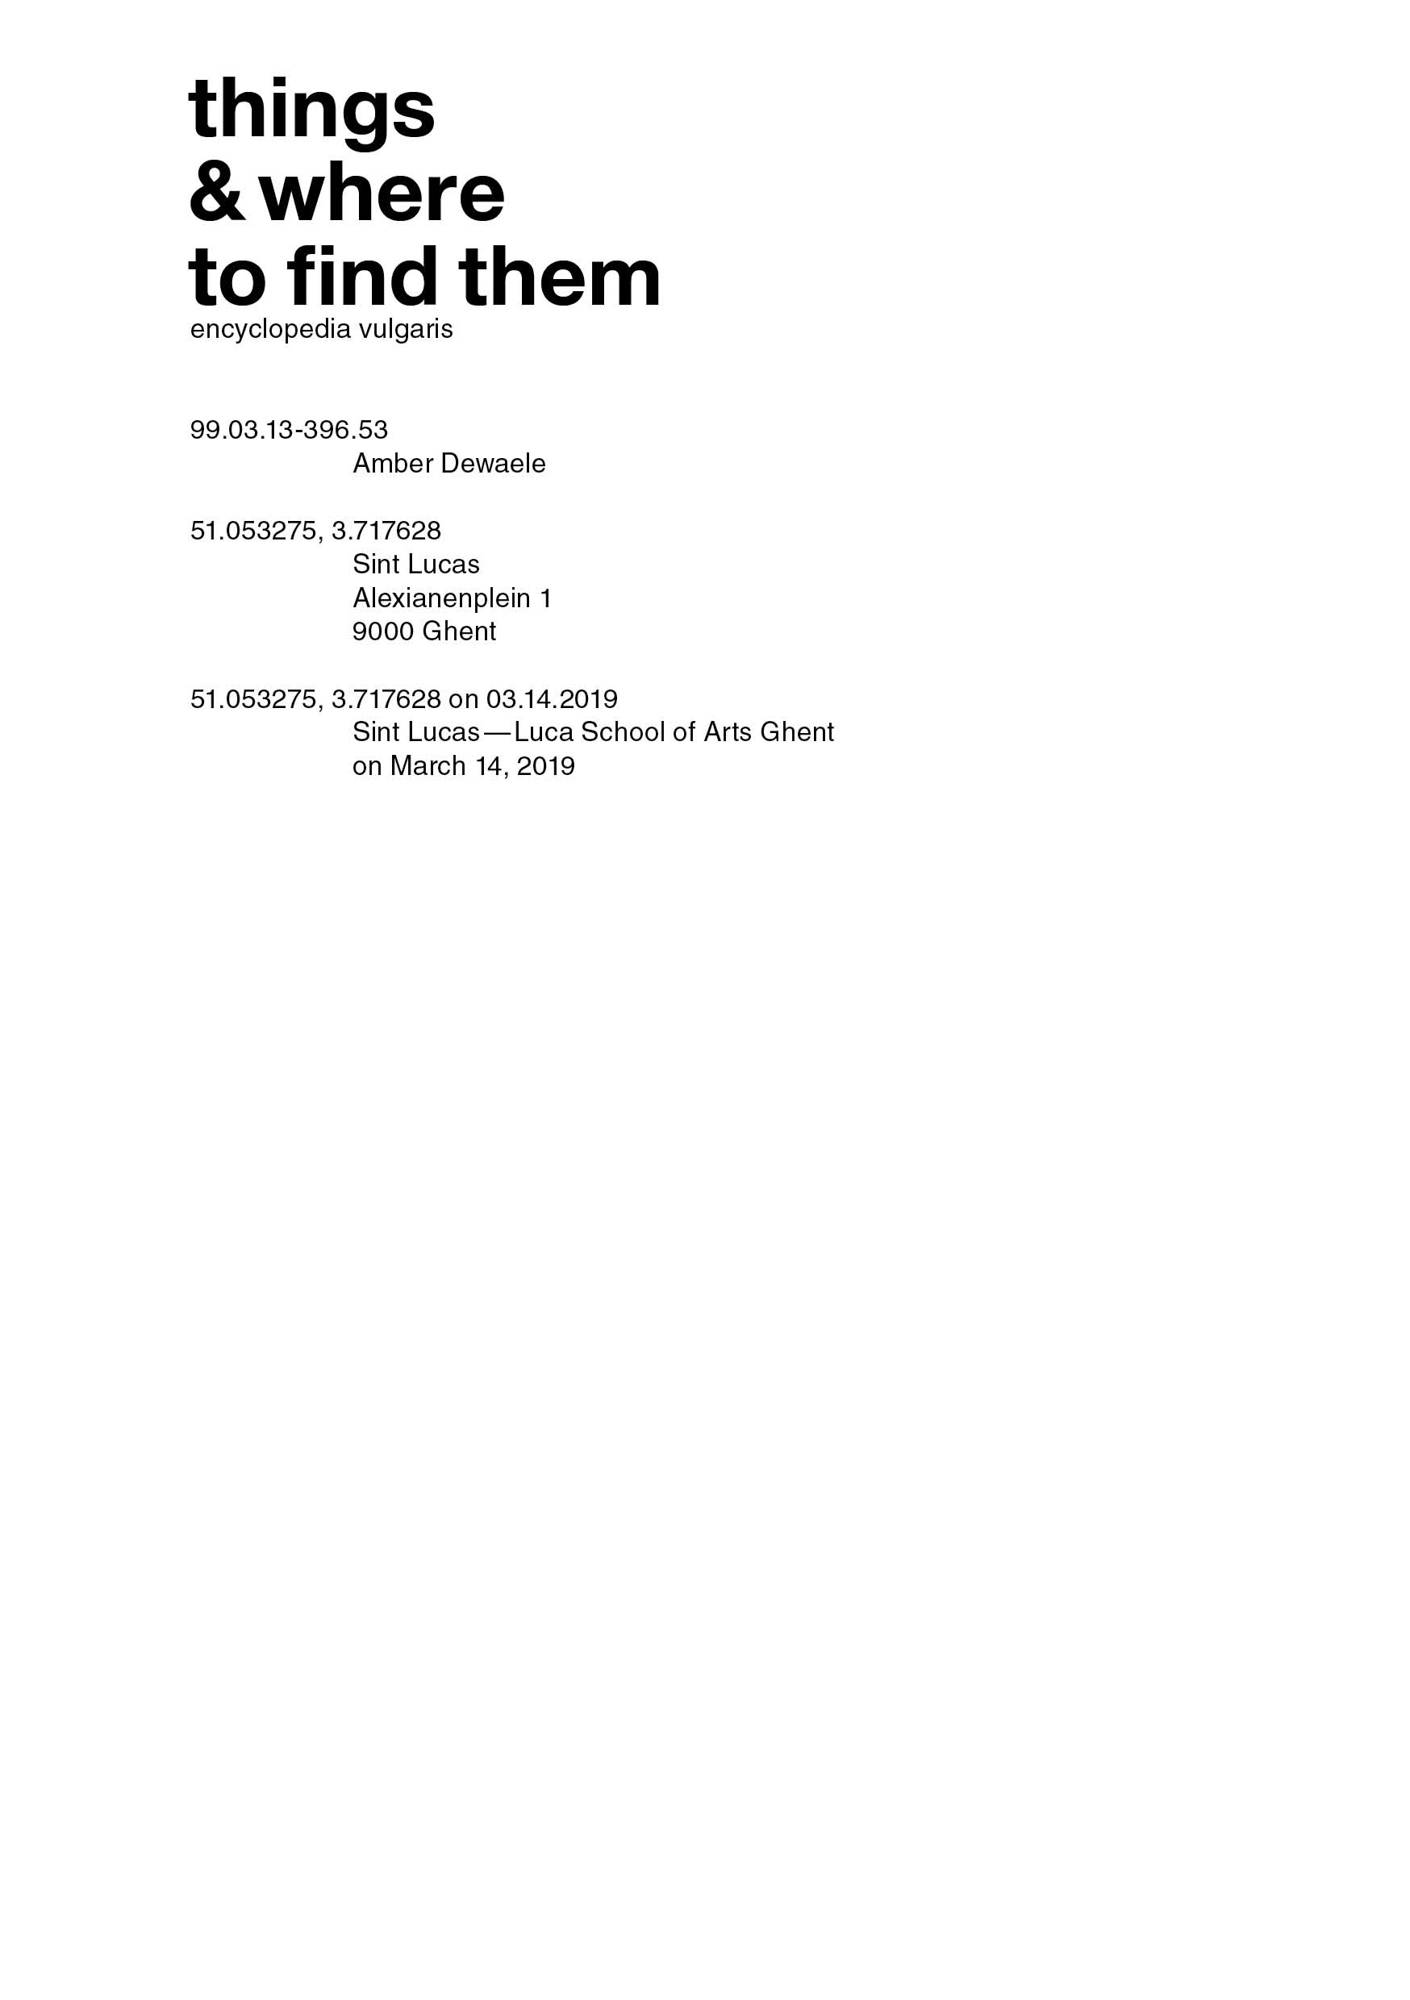 things
& where
to find them
encyclopedia vulgaris
99.03.13-396.53
Amber Dewaele
51.053275, 3.717628
Sint Lucas
Alexianenplein 1
9000 Ghent
51.053275, 3.717628 on 03.14.2019
Sint Lucas — Luca School of Arts Ghent
on March 14, 2019